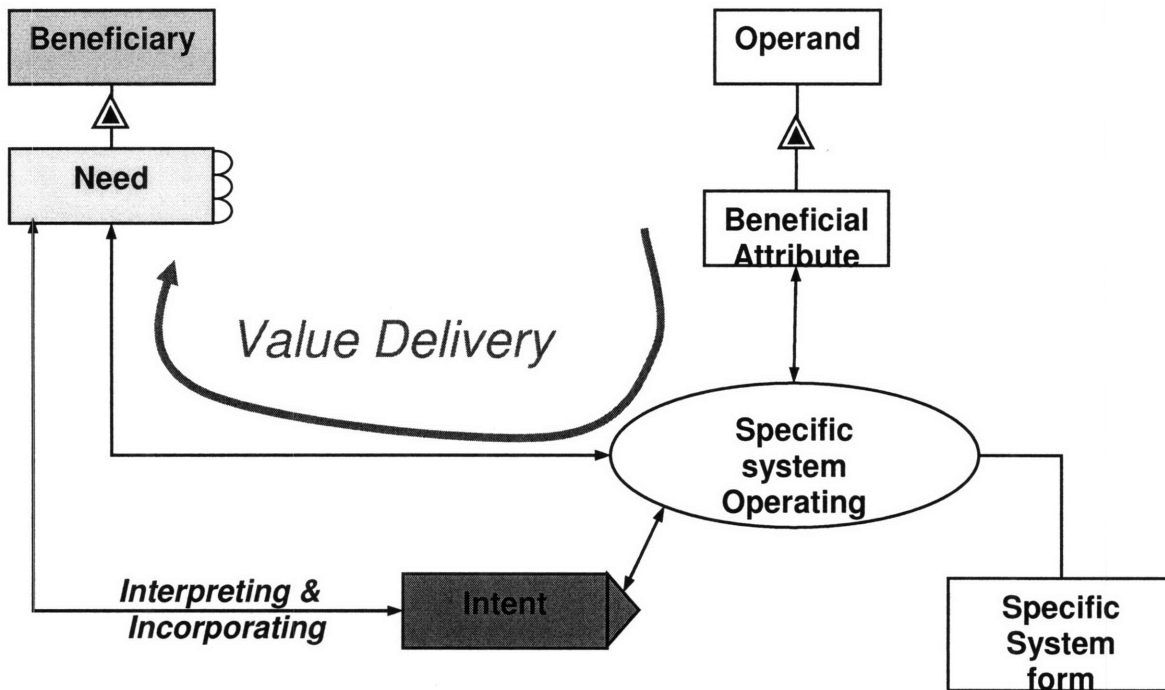 Beneficiary
Operand
Need
Beneficial
Attribute
Value Delivery
Specific
system
Operating
Interpreting &
Incorporating
Intent
Specific
System
form